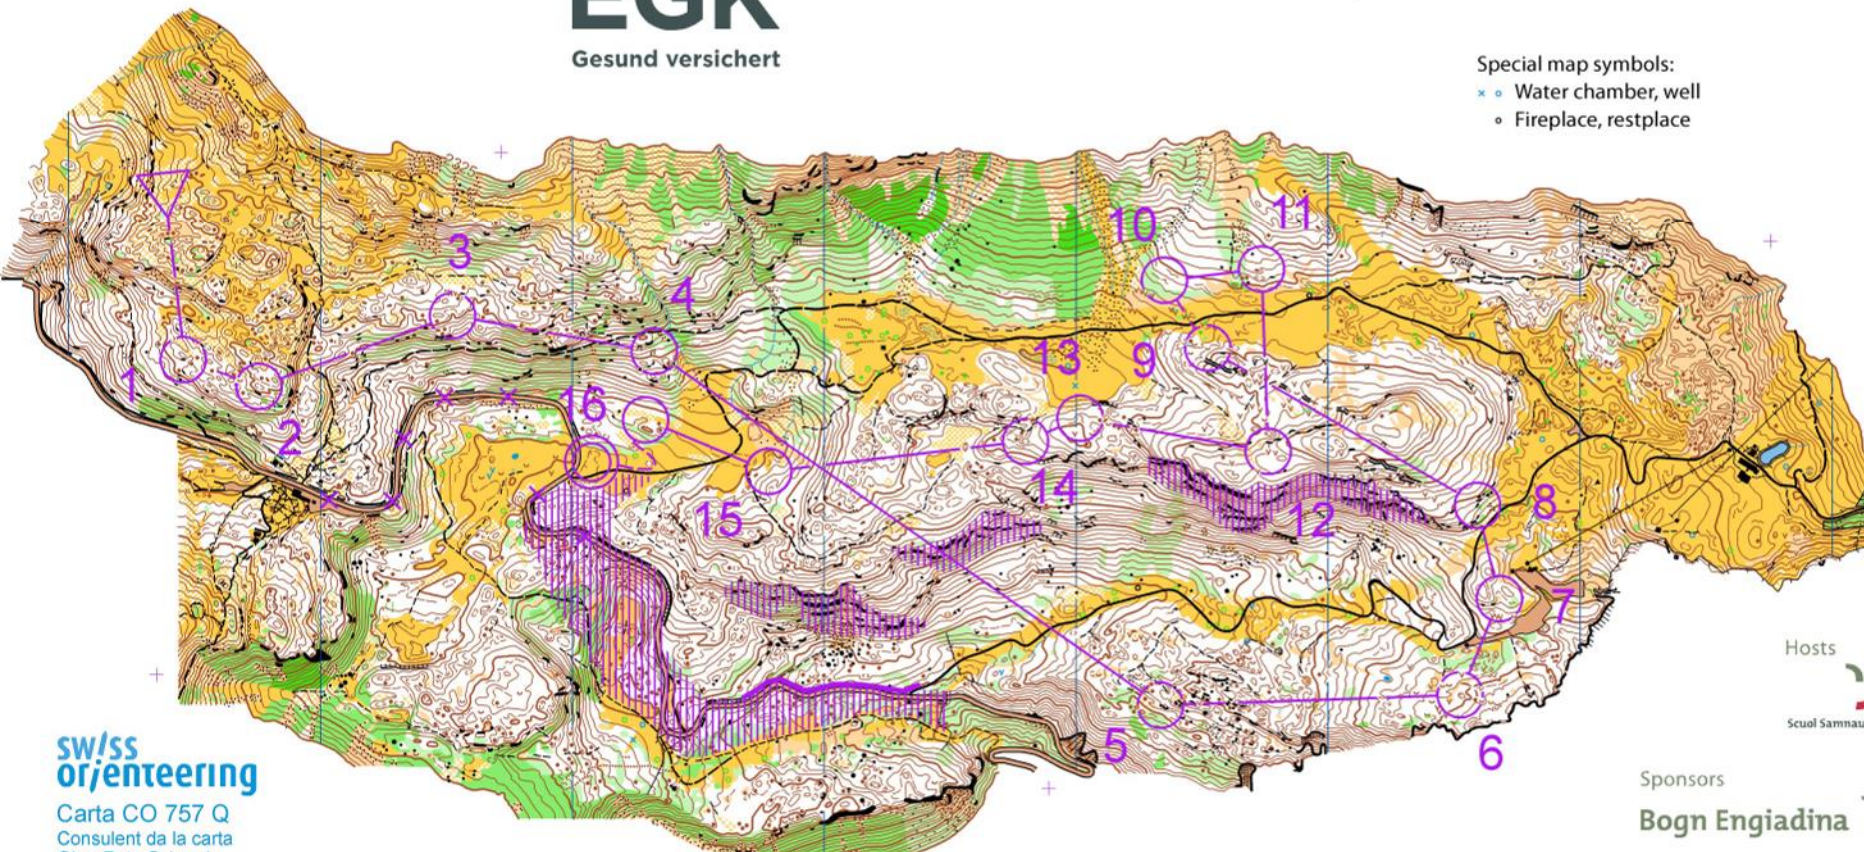 EGK
Gesund versichert
Special map symbols:
Water chamber, well
Fireplace, restplace
10
11
3
4
13
9
1
16
2
14
8
15
12
7
5
6
Hosts
Scuol Samnau
swiss
orienteering
Carta CO 757 Q
Consulent da la carta
Sponsors
Bogn Engiadina